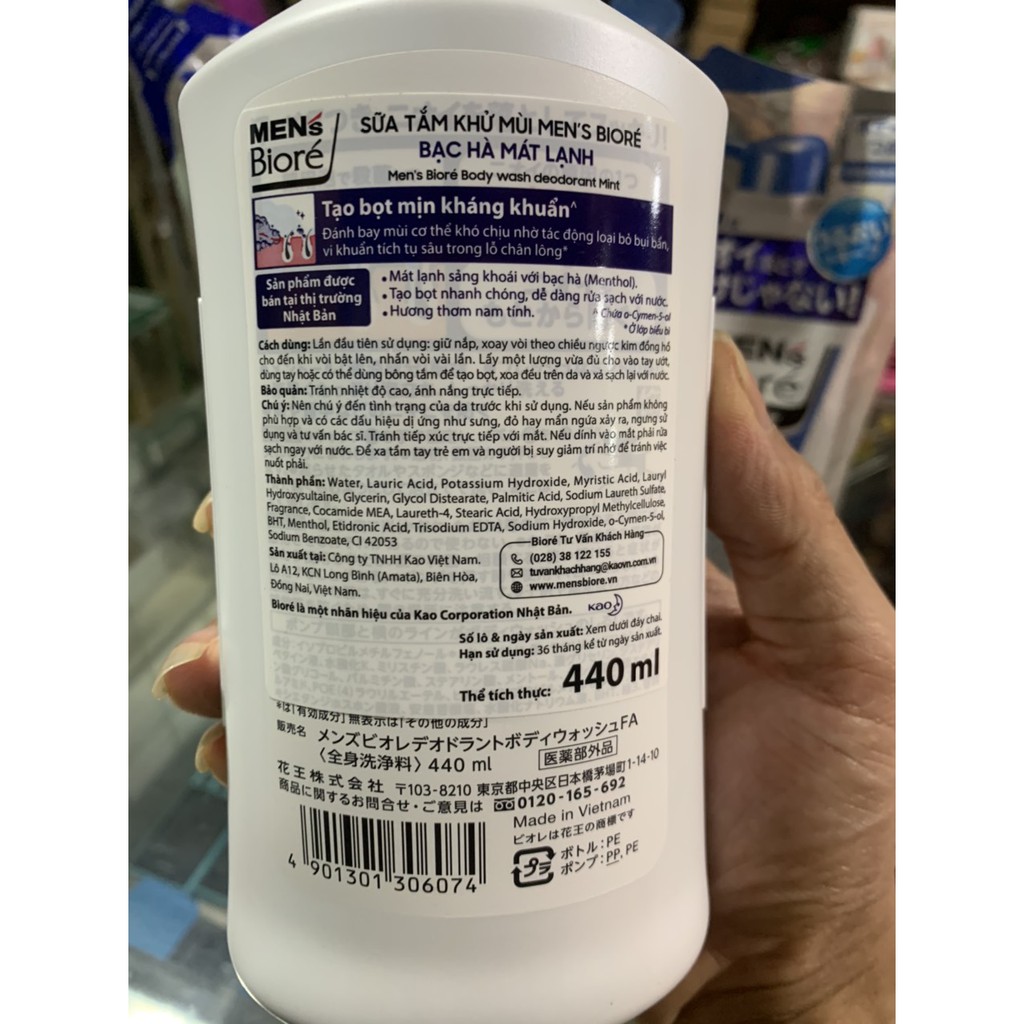 MEN's
Bioré
SỮA TẮM KHỬ MÙI MEN'S BIORÉ
BẠC HÀ MÁT LẠNH
Men's Bioré Body wash deodorant Mint
Tạo bọt mịn kháng khuẩn^
Đánh bay mùi cơ thể khó chịu nhờ tác động loại bỏ bụi bẩn,
vi khuẩn tích tụ sâu trong lỗ chân lông*
Sản phẩm được
bán tại thị trường
Nhật Bản
• Mát lạnh sảng khoái với bạc hà (Menthol).
• Tạo bọt nhanh chóng, dễ dàng rửa sạch với nước.
• Hương thơm nam tính.
^ Chứa o-Cymen-5-ol
* Ở lớp biểu bì
Cách dùng: Lần đầu tiên sử dụng: giữ nắp, xoay vòi theo chiều ngược kim đồng hồ
cho đến khi vòi bật lên, nhấn vòi vài lần. Lấy một lượng vừa đủ cho vào tay ướt,
dùng tay hoặc có thể dùng bông tắm để tạo bọt, xoa đều trên da và xả sạch lại với nước.
Bảo quản: Tránh nhiệt độ cao, ánh nắng trực tiếp.
Chú ý: Nên chú ý đến tình trạng của da trước khi sử dụng. Nếu sản phẩm không
phù hợp và có các dấu hiệu dị ứng như sưng, đỏ hay mẩn ngứa xảy ra, ngưng sử
dụng và tư vấn bác sĩ. Tránh tiếp xúc trực tiếp với mắt. Nếu dính vào mắt phải rửa
sạch ngay với nước. Để xa tầm tay trẻ em và người bị suy giảm trí nhớ để tránh việc
nuốt phải.
Thành phần: Water, Lauric Acid, Potassium Hydroxide, Myristic Acid, Lauryl
Hydroxysultaine, Glycerin, Glycol Distearate, Palmitic Acid, Sodium Laureth Sulfate,
Fragrance, Cocamide MEA, Laureth-4, Stearic Acid, Hydroxypropyl Methylcellulose,
BHT, Menthol, Etidronic Acid, Trisodium EDTA, Sodium Hydroxide, o-Cymen-5-ol,
Sodium Benzoate, CI 42053
Sản xuất tại: Công ty TNHH Kao Việt Nam.
Lô A12, KCN Long Bình (Amata), Biên Hòa,
Đồng Nai, Việt Nam.
Bioré Tư Vấn Khách Hàng
(028) 38 122 155
tuvankhachhang@kaovn.com.vn
www.mensbiore.vn
Bioré là một nhãn hiệu của Kao Corporation Nhật Bản.
Kao
Số lô & ngày sản xuất: Xem dưới đáy chai.
Hạn sử dụng: 36 tháng kể từ ngày sản xuất.
Thể tích thực: 440 ml
*は「有効成分」無表示は「その他の成分」
販売名 メンズビオレデオドラントボディウォッシュFA
〈全身洗浄料〉 440 ml 医薬部外品
花王株式会社 〒103-8210 東京都中央区日本橋茅場町1-14-10
商品に関するお問合せ・ご意見は 0120-165-692
Made in Vietnam
ビオレは花王の商標です
プラ
ボトル：PE
ポンプ：PP, PE
4 901301 306074